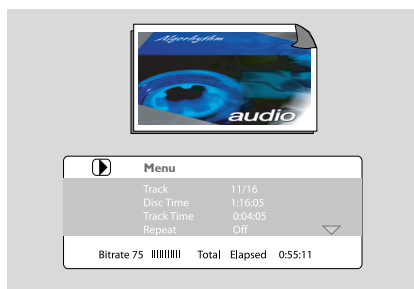 Algorhythm
audio
Menu
Track 11/16
Disc Time 1:16:05
Track Time 0:04:05
Repeat Off
Bitrate 75 Total Elapsed 0:55:11